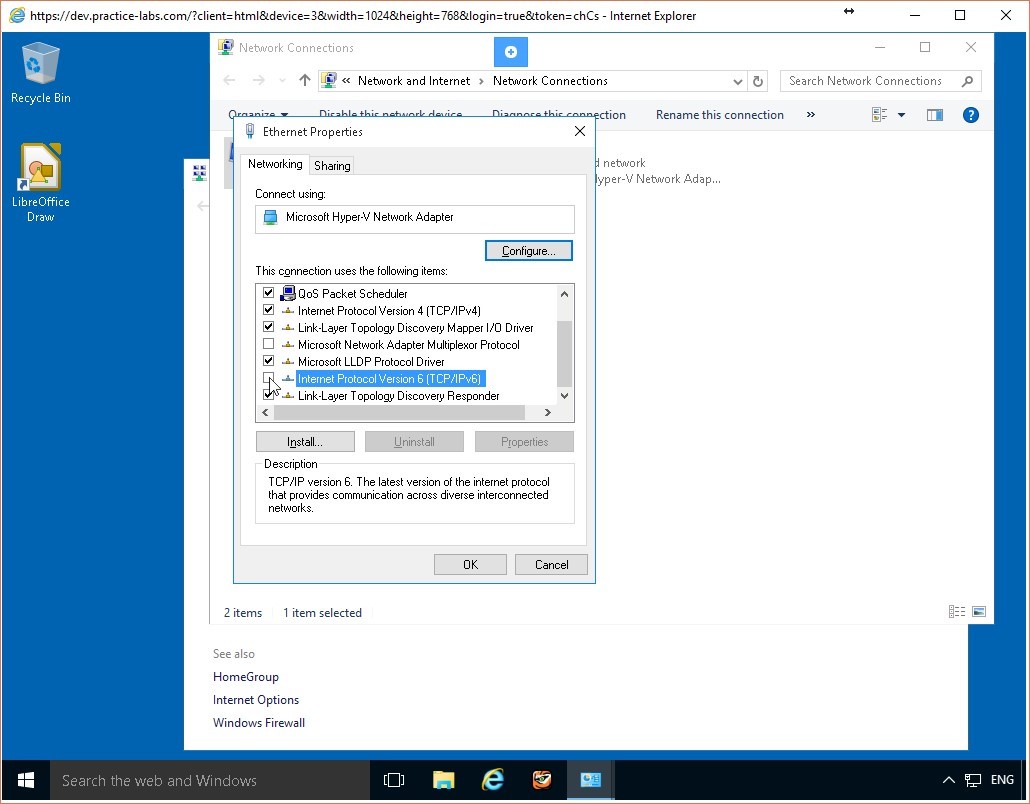 https://dev.practice-labs.com/?client=html&device=3&width=1024&height=768&login=true&token=chCs - Internet Explorer
Recycle Bin
LibreOffice
Draw
Network Connections
« Network and Internet › Network Connections
Search Network Connections
Organize Disable this network device Diagnose this connection Rename this connection »
d network
Hyper-V Network Adap...
Ethernet Properties
Networking Sharing
Connect using:
Microsoft Hyper-V Network Adapter
Configure...
This connection uses the following items:
QoS Packet Scheduler
Internet Protocol Version 4 (TCP/IPv4)
Link-Layer Topology Discovery Mapper I/O Driver
Microsoft Network Adapter Multiplexor Protocol
Microsoft LLDP Protocol Driver
Internet Protocol Version 6 (TCP/IPv6)
Link-Layer Topology Discovery Responder
Install... Uninstall Properties
Description
TCP/IP version 6. The latest version of the internet protocol
that provides communication across diverse interconnected
networks.
OK Cancel
2 items 1 item selected
See also
HomeGroup
Internet Options
Windows Firewall
Search the web and Windows
ENG